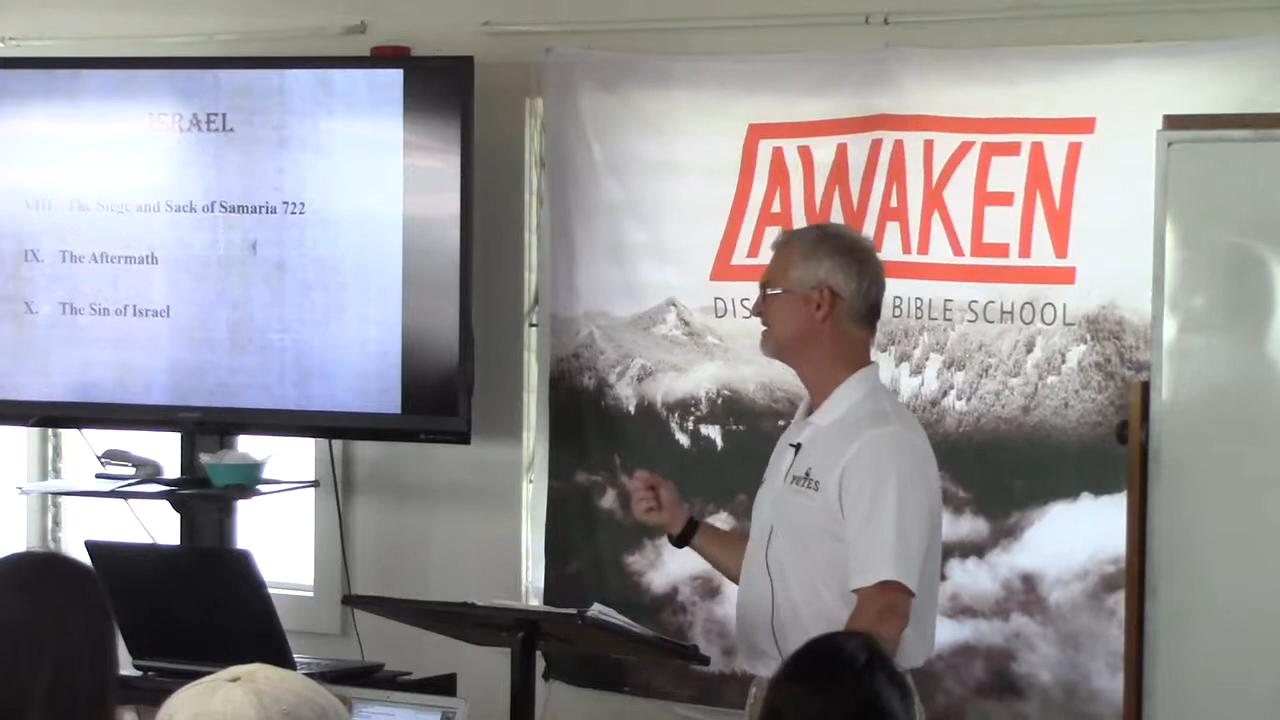 ISRAEL
VIII. The Siege and Sack of Samaria 722
IX. The Aftermath
X. The Sin of Israel
AWAKEN
BIBLE SCHOOL